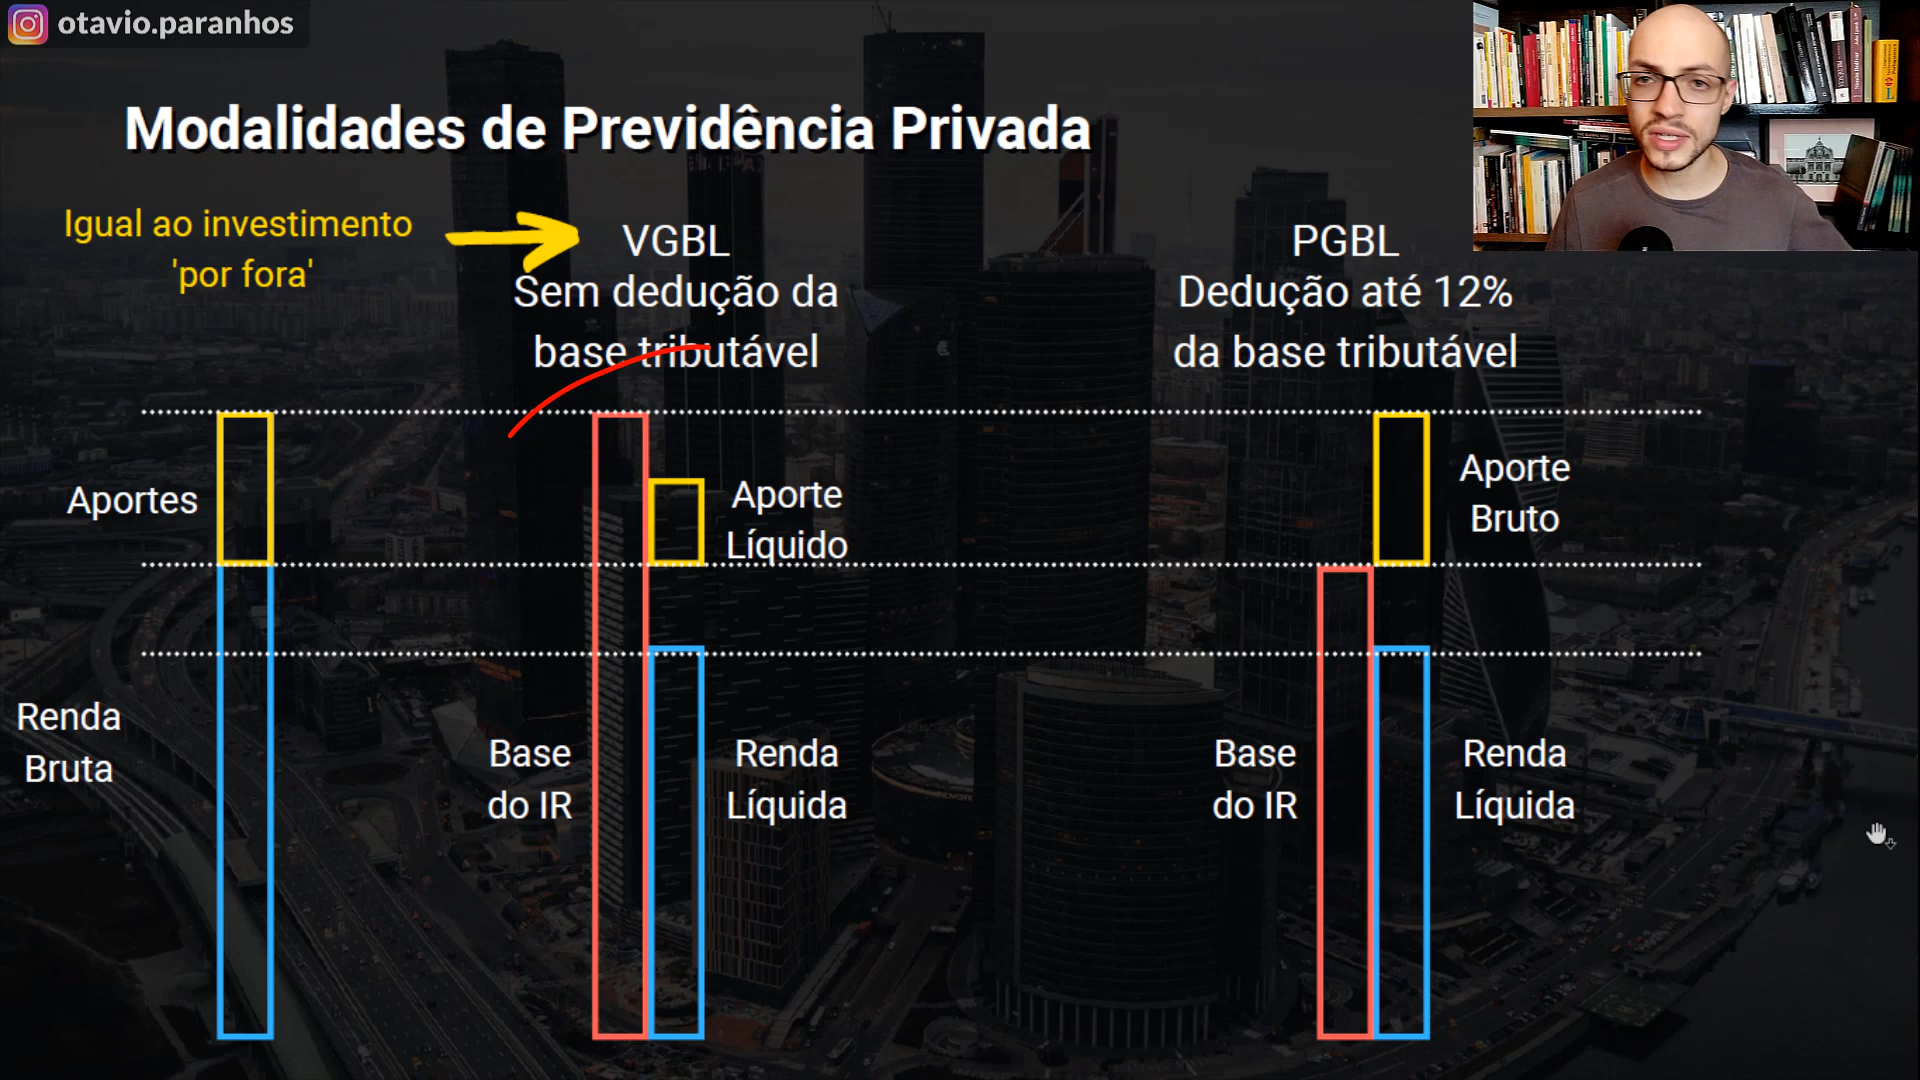 otavio.paranhos
Modalidades de Previdência Privada
Igual ao investimento
'por fora'
VGBL
Sem dedução da
base tributável
PGBL
Dedução até 12%
da base tributável
Aportes
Aporte
Líquido
Aporte
Bruto
Renda
Bruta
Base
do IR
Renda
Líquida
Base
do IR
Renda
Líquida